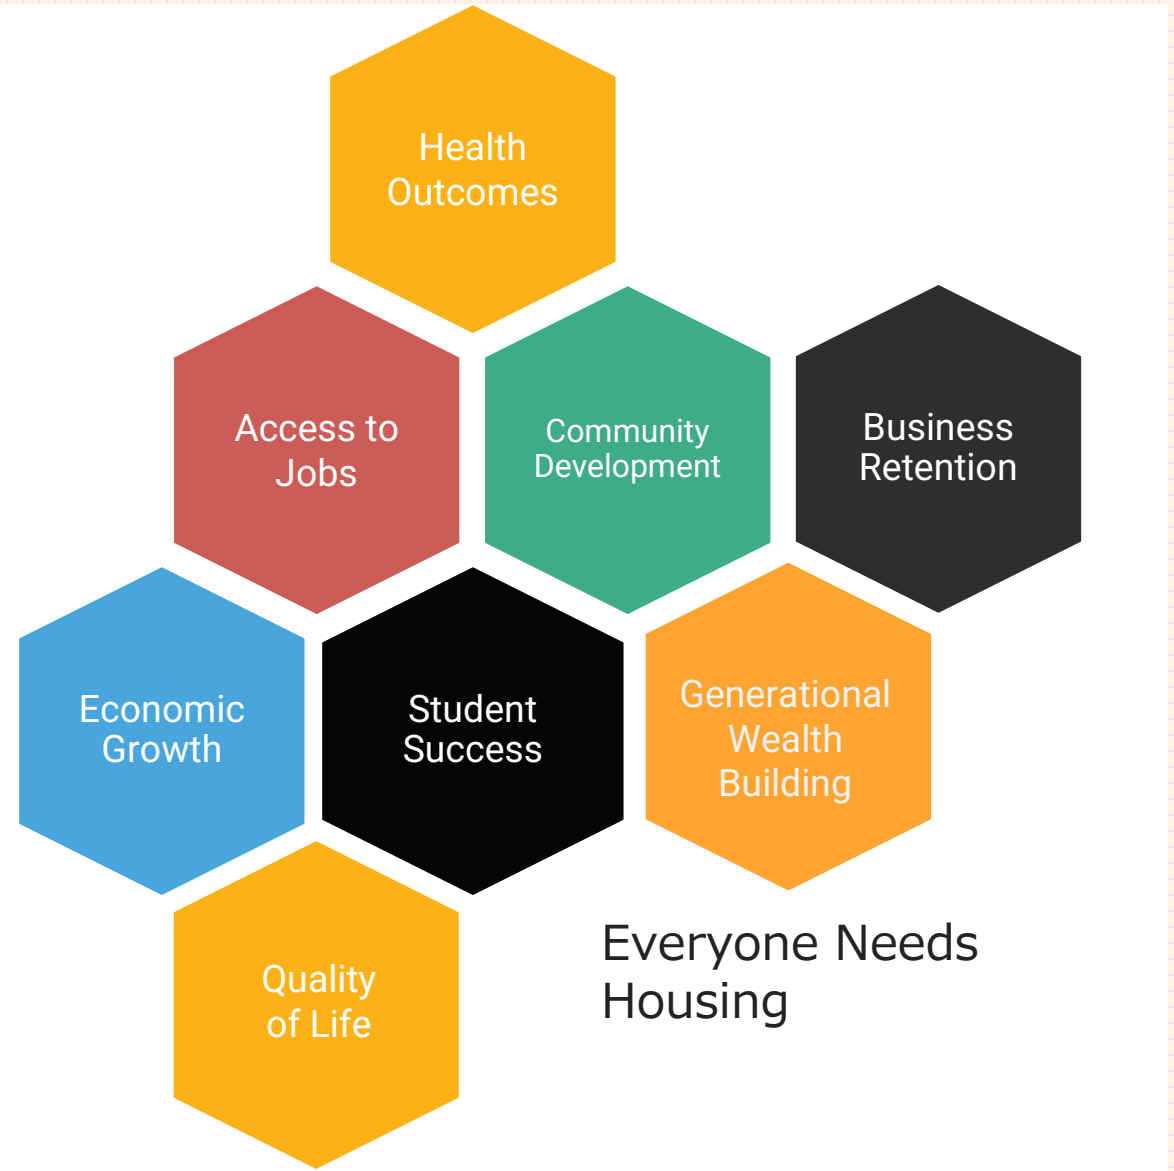 Health
Outcomes
Access to
Jobs
Community
Development
Business
Retention
Economic
Growth
Student
Success
Generational
Wealth
Building
Quality
of Life
Everyone Needs
Housing